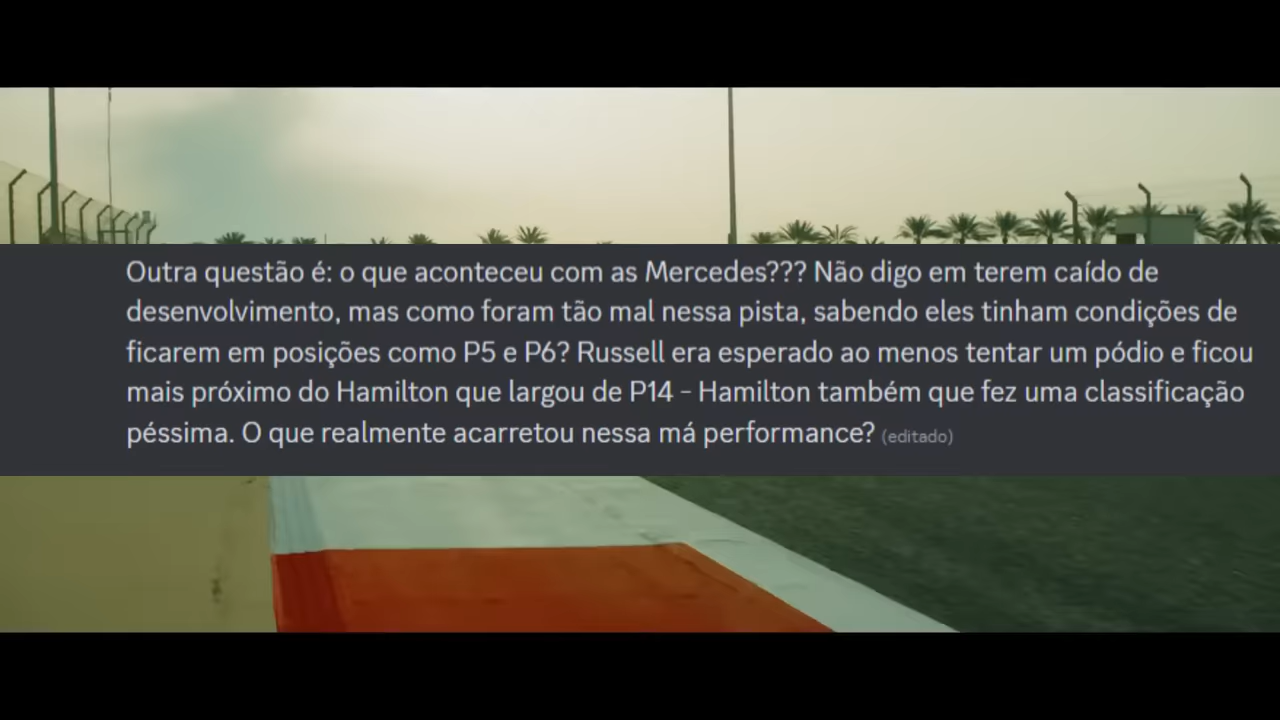 Outra questão é: o que aconteceu com as Mercedes??? Não digo em terem caído de
desenvolvimento, mas como foram tão mal nessa pista, sabendo eles tinham condições de
ficarem em posições como P5 e P6? Russell era esperado ao menos tentar um pódio e ficou
mais próximo do Hamilton que largou de P14 - Hamilton também que fez uma classificação
péssima. O que realmente acarretou nessa má performance? (editado)